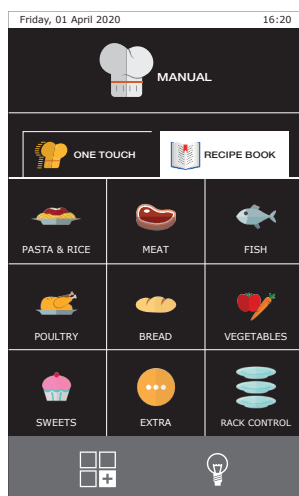 Friday, 01 April 2020 16:20
MANUAL
ONE TOUCH RECIPE BOOK
PASTA & RICE MEAT FISH
POULTRY BREAD VEGETABLES
SWEETS EXTRA RACK CONTROL